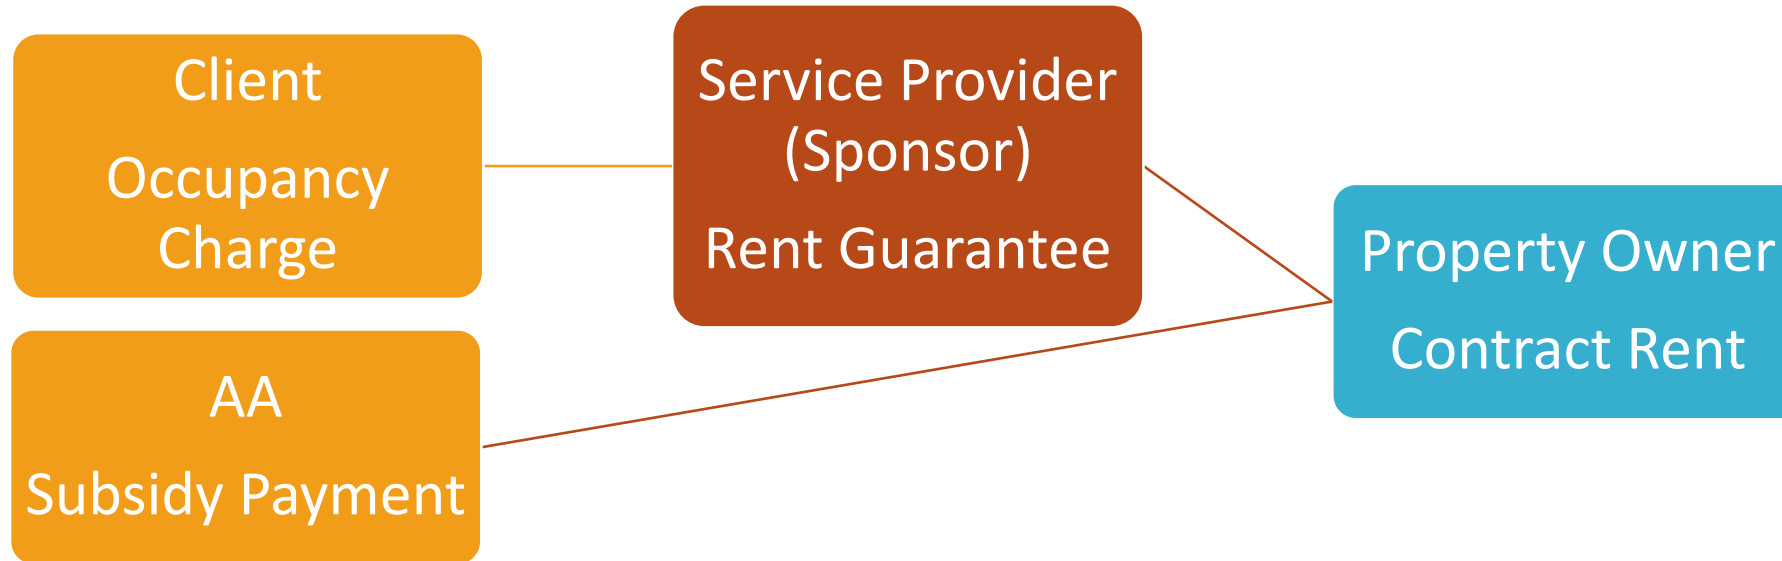 Client
Occupancy
Charge
Service Provider
(Sponsor)
Rent Guarantee
AA
Subsidy Payment
Property Owner
Contract Rent